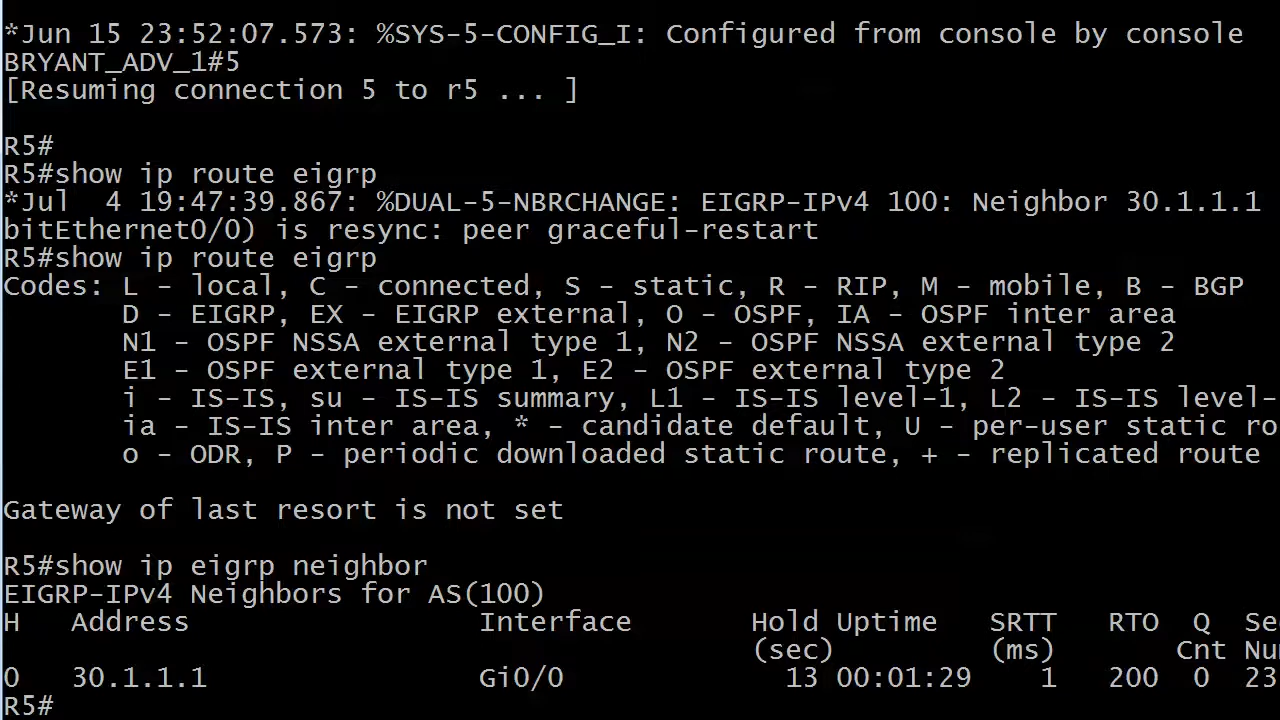 *Jun 15 23:52:07.573: %SYS-5-CONFIG_I: Configured from console by console
BRYANT_ADV_1#5
[Resuming connection 5 to r5 ... ]
R5#
R5#show ip route eigrp
*Jul  4 19:47:39.867: %DUAL-5-NBRCHANGE: EIGRP-IPv4 100: Neighbor 30.1.1.1
bitEthernet0/0) is resync: peer graceful-restart
R5#show ip route eigrp
Codes: L - local, C - connected, S - static, R - RIP, M - mobile, B - BGP
       D - EIGRP, EX - EIGRP external, O - OSPF, IA - OSPF inter area
       N1 - OSPF NSSA external type 1, N2 - OSPF NSSA external type 2
       E1 - OSPF external type 1, E2 - OSPF external type 2
       i - IS-IS, su - IS-IS summary, L1 - IS-IS level-1, L2 - IS-IS level-
       ia - IS-IS inter area, * - candidate default, U - per-user static ro
       o - ODR, P - periodic downloaded static route, + - replicated route
Gateway of last resort is not set
R5#show ip eigrp neighbor
EIGRP-IPv4 Neighbors for AS(100)
H   Address                 Interface       Hold Uptime   SRTT   RTO  Q  Se
                                            (sec)         (ms)       Cnt Nu
0   30.1.1.1                Gi0/0             13 00:01:29    1   200  0  23
R5#